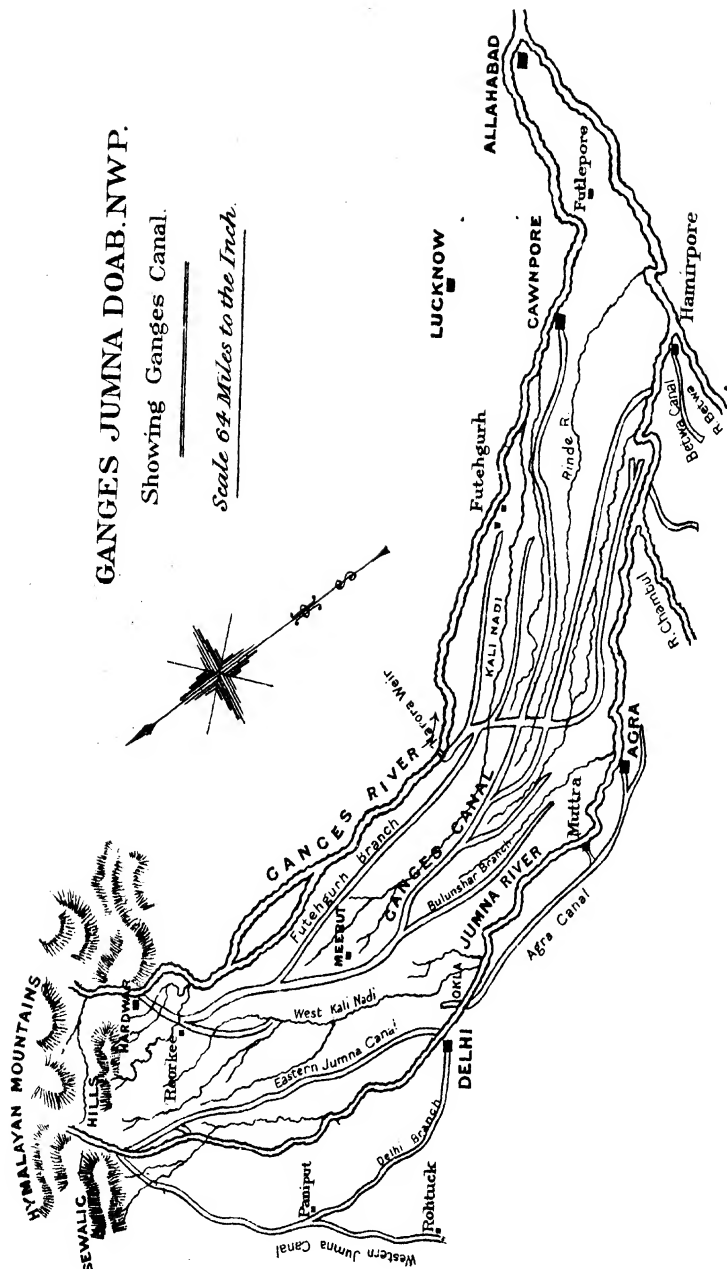 GANGES JUMNA DOAB. NWP.
Showing Ganges Canal.
Scale 64 Miles to the Inch.
HYMALAYAN MOUNTAINS
SEWALIC
HILLS
HARDWAR
Roorkee
GANGES RIVER
Narora Weir
Futehgurh Branch
GANGES CANAL
MEERUT
Bulunshar Branch
West Kali Nadi
Eastern Jumna Canal
JUMNA RIVER
OKLA
DELHI
Delhi Branch
Paniput
Rohtuck
Western Jumna Canal
Agra Canal
Muttra
AGRA
KALI NADI
Futehgurh
LUCKNOW
CAWNPORE
Rinde R.
R. Chambul
Betwa Canal
R. Betwa
Hamirpore
Futlepore
ALLAHABAD
S